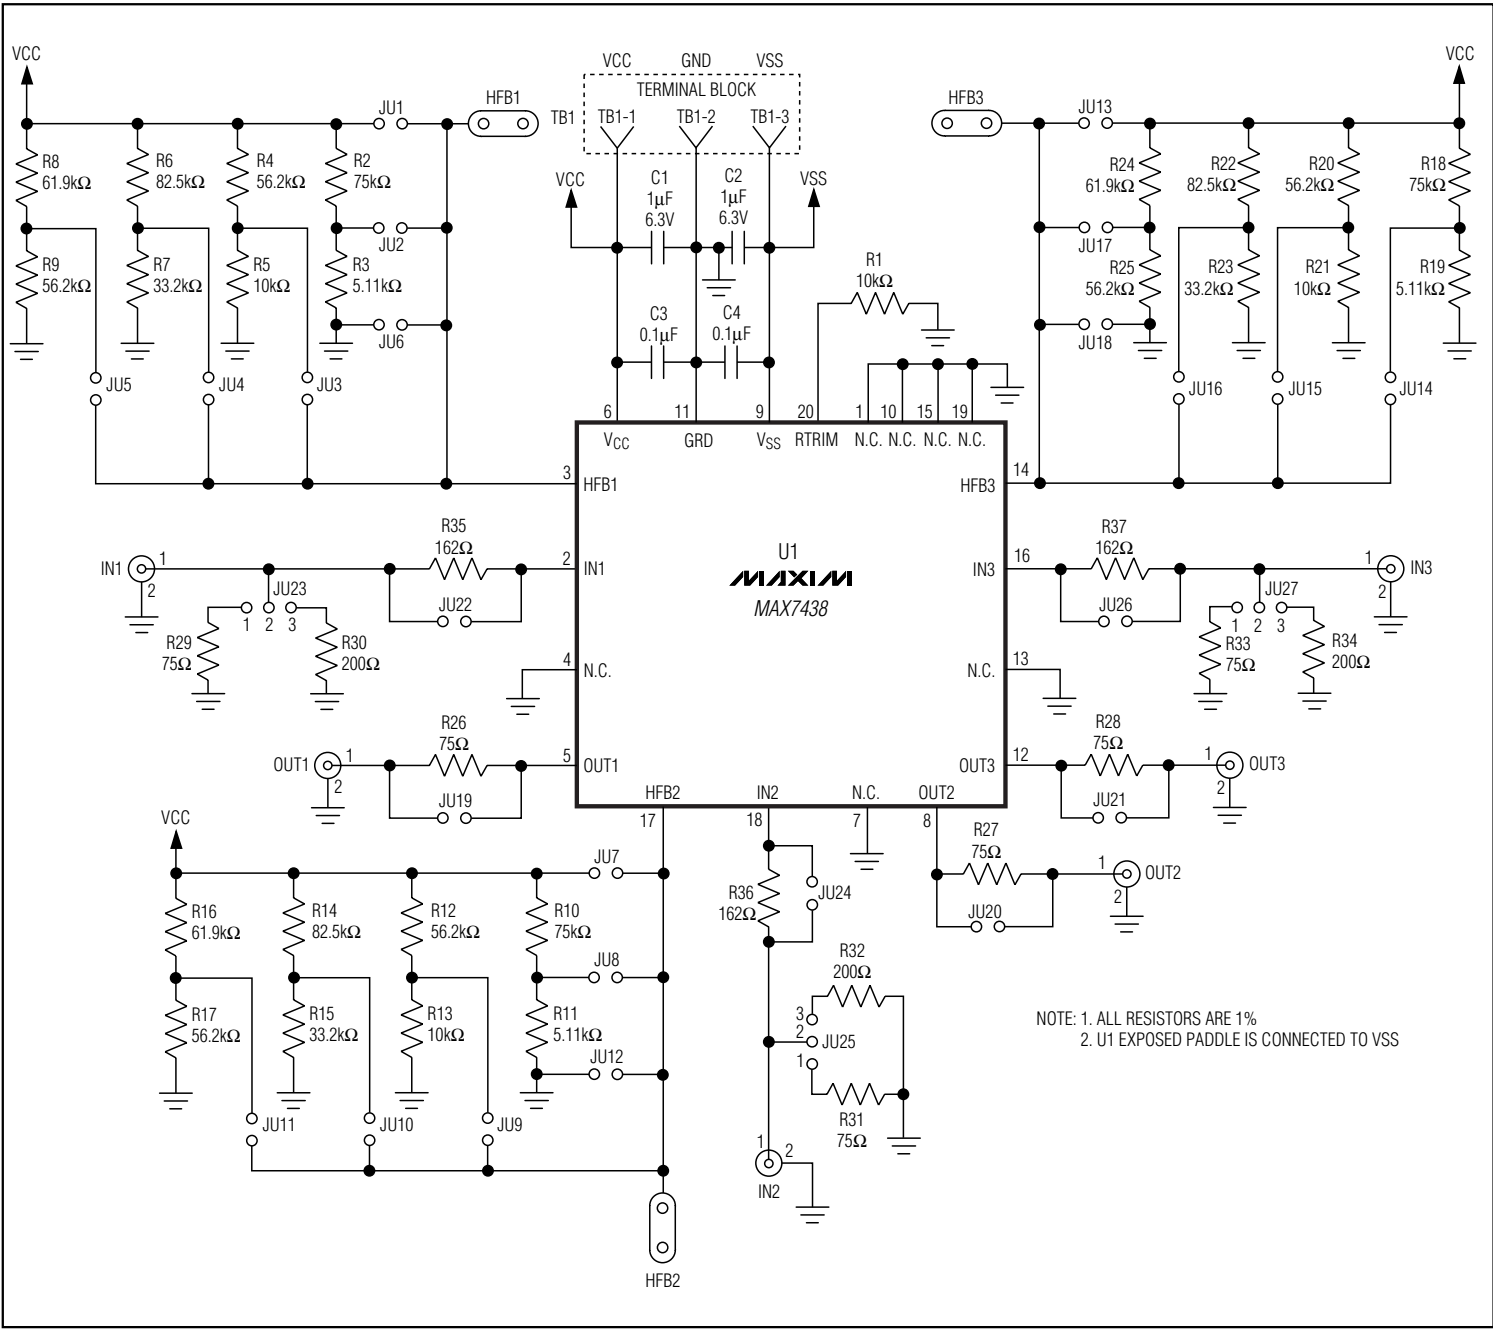 VCC GND VSS
TERMINAL BLOCK
TB1 TB1-1 TB1-2 TB1-3
VCC
JU1
HFB1
R8
61.9kΩ
R6
82.5kΩ
R4
56.2kΩ
R2
75kΩ
JU2
R9
56.2kΩ
R7
33.2kΩ
R5
10kΩ
R3
5.11kΩ
JU6
JU5
JU4
JU3
VCC
C1
1μF
6.3V
C2
1μF
6.3V
VSS
C3
0.1μF
C4
0.1μF
R1
10kΩ
HFB3
JU13
VCC
R24
61.9kΩ
R22
82.5kΩ
R20
56.2kΩ
R18
75kΩ
JU17
R25
56.2kΩ
R23
33.2kΩ
R21
10kΩ
R19
5.11kΩ
JU18
JU16
JU15
JU14
6 11 9 20 1 10 15 19
VCC GRD VSS RTRIM N.C. N.C. N.C. N.C.
3
HFB1
14
HFB3
R35
162Ω
IN1
1
2
2
IN1
JU23
1 2 3
JU22
R29
75Ω
R30
200Ω
4
N.C.
U1
MAXIM
MAX7438
16
IN3
R37
162Ω
1
IN3
2
JU26
JU27
1 2 3
R33
75Ω
R34
200Ω
13
N.C.
R26
75Ω
OUT1
1
2
5
OUT1
JU19
12
OUT3
R28
75Ω
1
OUT3
2
JU21
HFB2 IN2 N.C. OUT2
17 18 7 8
VCC
JU7
R16
61.9kΩ
R14
82.5kΩ
R12
56.2kΩ
R10
75kΩ
JU8
R17
56.2kΩ
R15
33.2kΩ
R13
10kΩ
R11
5.11kΩ
JU12
JU11
JU10
JU9
HFB2
R36
162Ω
JU24
R27
75Ω
1
OUT2
2
JU20
R32
200Ω
3
2
JU25
1
R31
75Ω
1
2
IN2
NOTE: 1. ALL RESISTORS ARE 1%
2. U1 EXPOSED PADDLE IS CONNECTED TO VSS